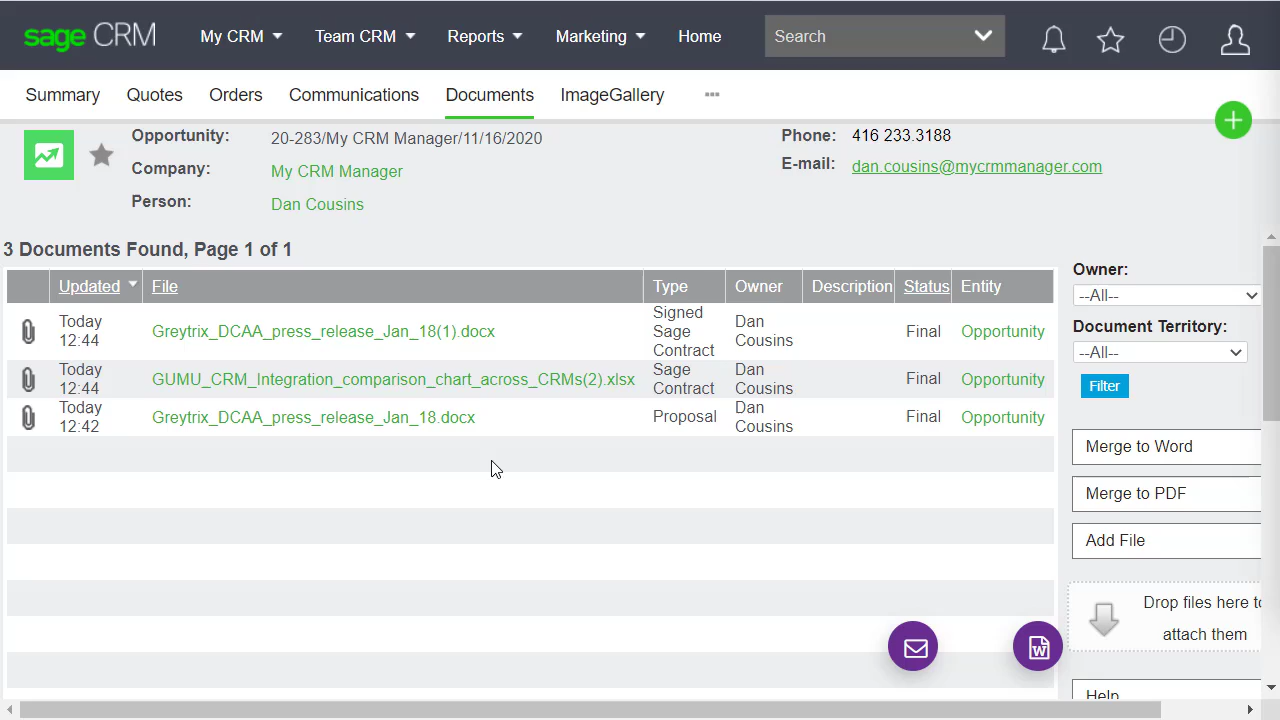 sage CRM My CRM Team CRM Reports Marketing Home Search
Summary Quotes Orders Communications Documents ImageGallery
Opportunity: 20-283/My CRM Manager/11/16/2020 Phone: 416 233.3188
Company: My CRM Manager E-mail: dan.cousins@mycrmmanager.com
Person: Dan Cousins
3 Documents Found, Page 1 of 1
Updated File Type Owner Description Status Entity
Today
12:44
Greytrix_DCAA_press_release_Jan_18(1).docx
Signed
Sage
Contract
Dan
Cousins
Final
Opportunity
Today
12:44
GUMU_CRM_Integration_comparison_chart_across_CRMs(2).xlsx
Sage
Contract
Dan
Cousins
Final
Opportunity
Today
12:42
Greytrix_DCAA_press_release_Jan_18.docx
Proposal
Dan
Cousins
Final
Opportunity
Owner:
--All--
Document Territory:
--All--
Filter
Merge to Word
Merge to PDF
Add File
Drop files here to
attach them
Help
W